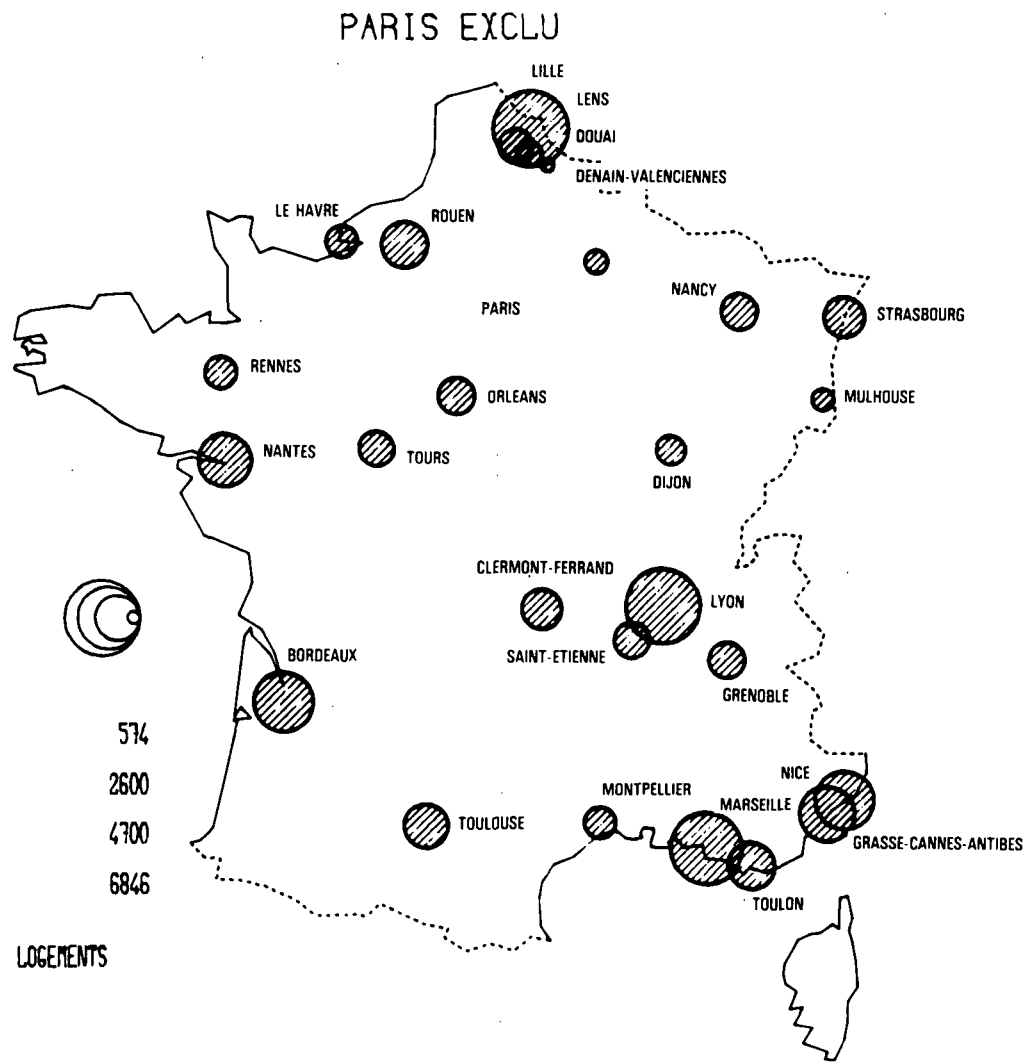 PARIS EXCLU
LILLE
LENS
DOUAI
DENAIN-VALENCIENNES
LE HAVRE
ROUEN
NANCY
PARIS
STRASBOURG
RENNES
ORLEANS
MULHOUSE
NANTES
TOURS
DIJON
CLERMONT-FERRAND
LYON
SAINT-ETIENNE
BORDEAUX
GRENOBLE
574
2600
4700
6846
LOGEMENTS
NICE
MONTPELLIER
MARSEILLE
TOULOUSE
GRASSE-CANNES-ANTIBES
TOULON